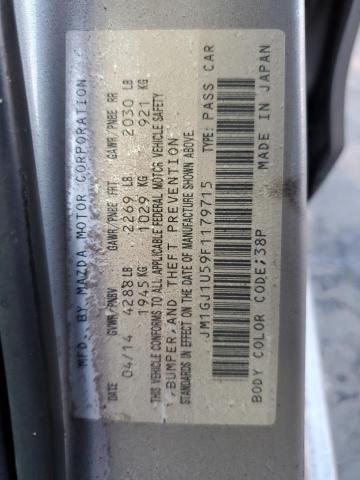 MFD. BY MAZDA MOTOR CORPORATION
DATE GVWR/PNBV GAWR/PNBE FRT GAWR/PNBE RR
04/14 4288LB 2269 LB 2030 LB
1945KG 1029 KG 921 KG
THIS VEHICLE CONFORMS TO ALL APPLICABLE FEDERAL MOTOR VEHICLE SAFETY
, BUMPER, AND THEFT PREVENTION
STANDARDS IN EFFECT ON THE DATE OF MANUFACTURE SHOWN ABOVE.
JM1GJ1U59F1179715 TYPE: PASS CAR
BODY COLOR CODE:38P MADE IN JAPAN